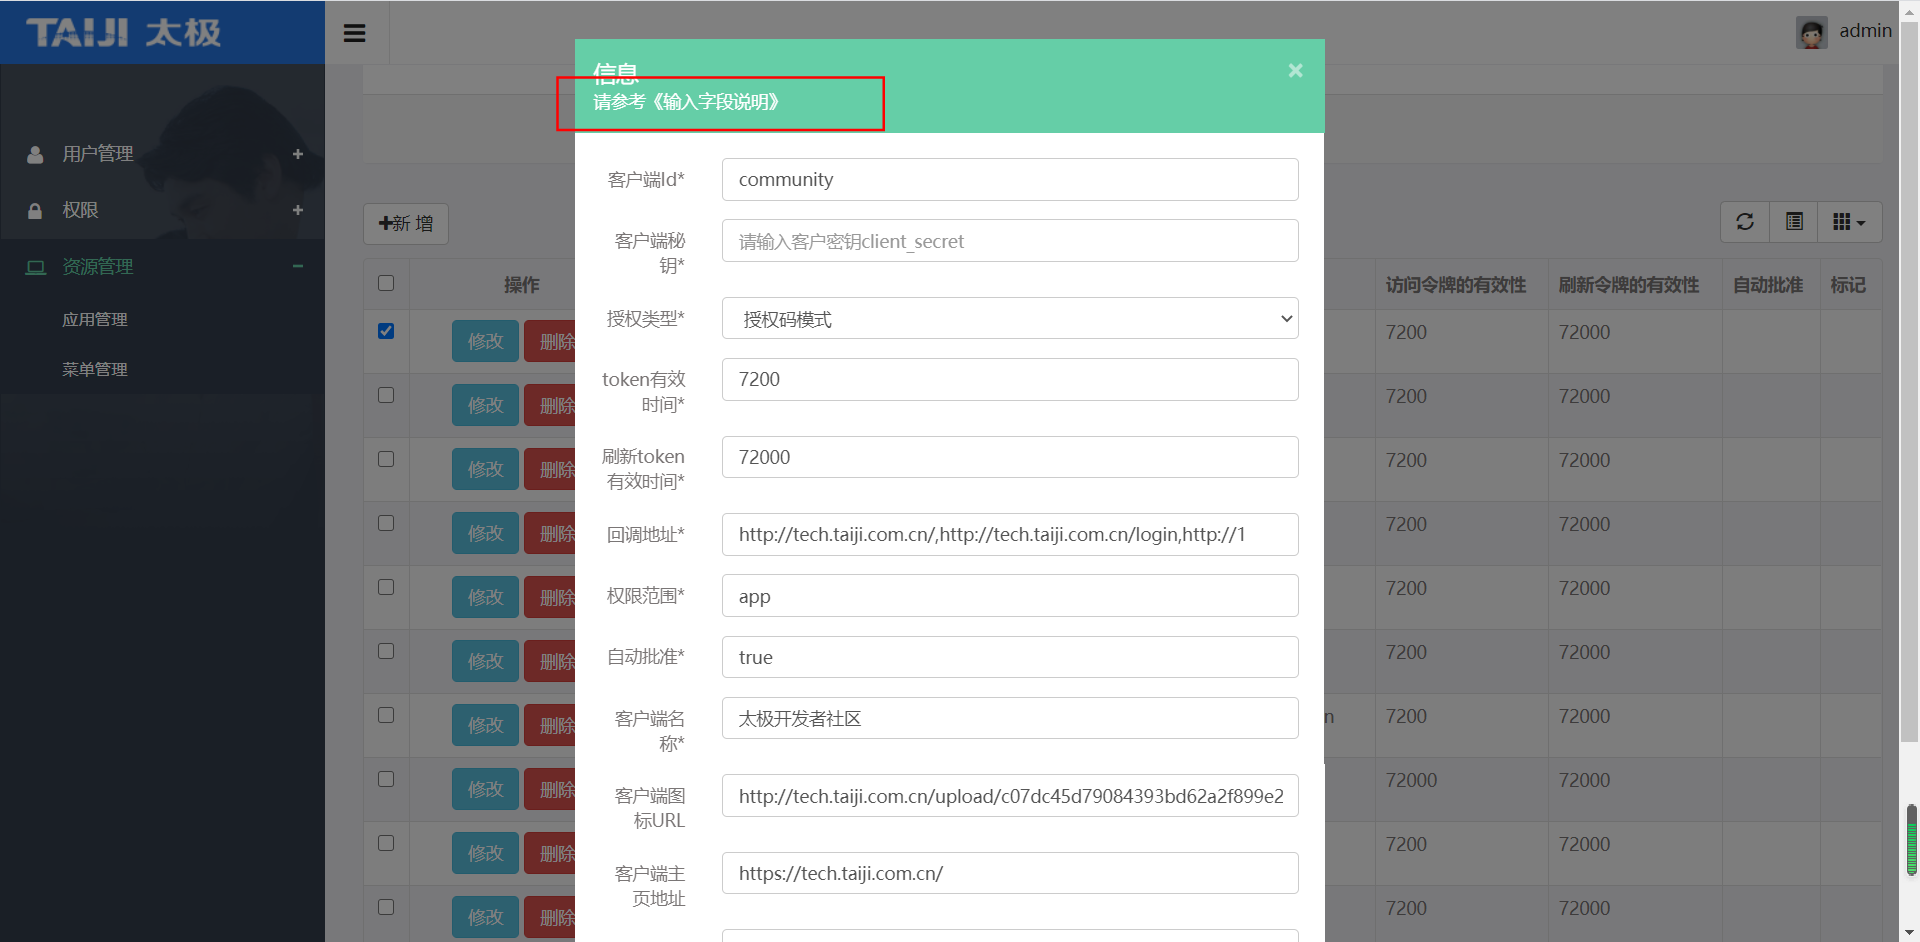 TAIJI 太极
admin
用户管理
权限
资源管理
应用管理
菜单管理
新 增
信息
请参考《输入字段说明》
×
客户端Id*
community
客户端秘
钥*
请输入客户密钥client_secret
授权类型*
授权码模式
token有效
时间*
7200
刷新token
有效时间*
72000
回调地址*
http://tech.taiji.com.cn/,http://tech.taiji.com.cn/login,http://1
权限范围*
app
自动批准*
true
客户端名
称*
太极开发者社区
客户端图
标URL
http://tech.taiji.com.cn/upload/c07dc45d79084393bd62a2f899e2
客户端主
页地址
https://tech.taiji.com.cn/
操作 访问令牌的有效性 刷新令牌的有效性 自动批准 标记
修改 删除 7200 72000
修改 删除 7200 72000
修改 删除 7200 72000
修改 删除 7200 72000
修改 删除 7200 72000
修改 删除 7200 72000
修改 删除 n 7200 72000
修改 删除 72000 72000
修改 删除 7200 72000
修改 删除 7200 72000